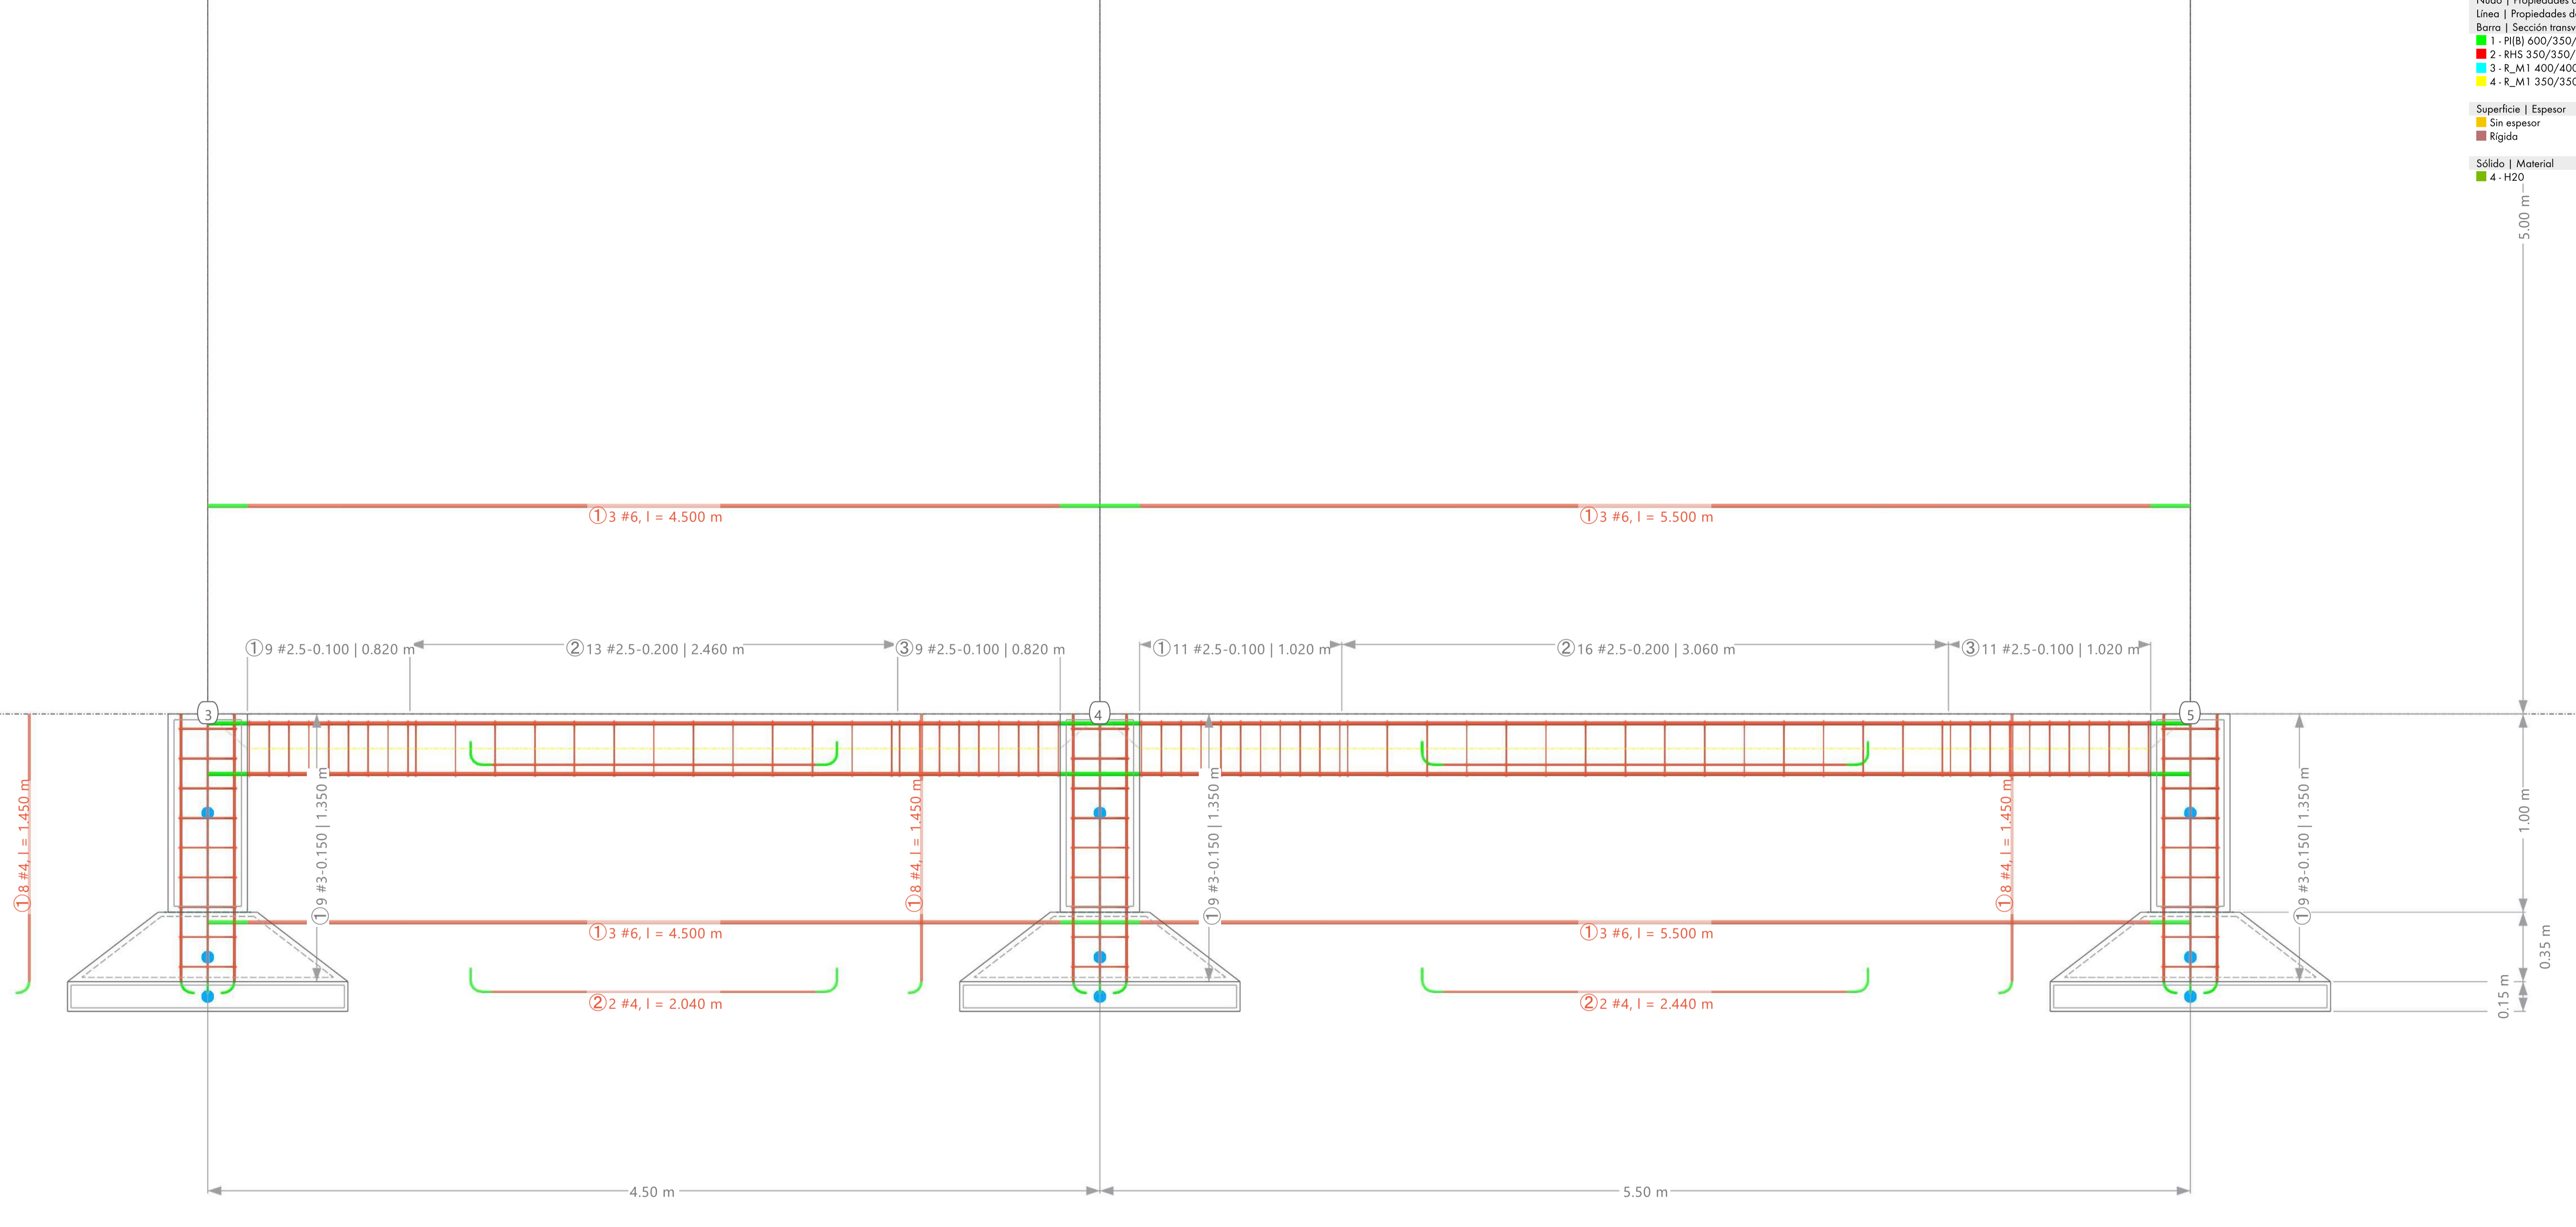 Línea | Propiedades d
Barra | Sección transv
1 - PI(B) 600/350/
2 - RHS 350/350/
3 - R_M1 400/400
4 - R_M1 350/350
Superficie | Espesor
Sin espesor
Rígida
Sólido | Material
4 - H20
5.00 m
①3 #6, l = 4.500 m
①3 #6, l = 5.500 m
①9 #2.5-0.100 | 0.820 m
②13 #2.5-0.200 | 2.460 m
③9 #2.5-0.100 | 0.820 m
①11 #2.5-0.100 | 1.020 m
②16 #2.5-0.200 | 3.060 m
③11 #2.5-0.100 | 1.020 m
3
4
5
①8 #4, l = 1.450 m
①9 #3-0.150 | 1.350 m
①8 #4, l = 1.450 m
①9 #3-0.150 | 1.350 m
①8 #4, l = 1.450 m
①9 #3-0.150 | 1.350 m
1.00 m
①3 #6, l = 4.500 m
①3 #6, l = 5.500 m
0.35 m
②2 #4, l = 2.040 m
②2 #4, l = 2.440 m
0.15 m
4.50 m
5.50 m